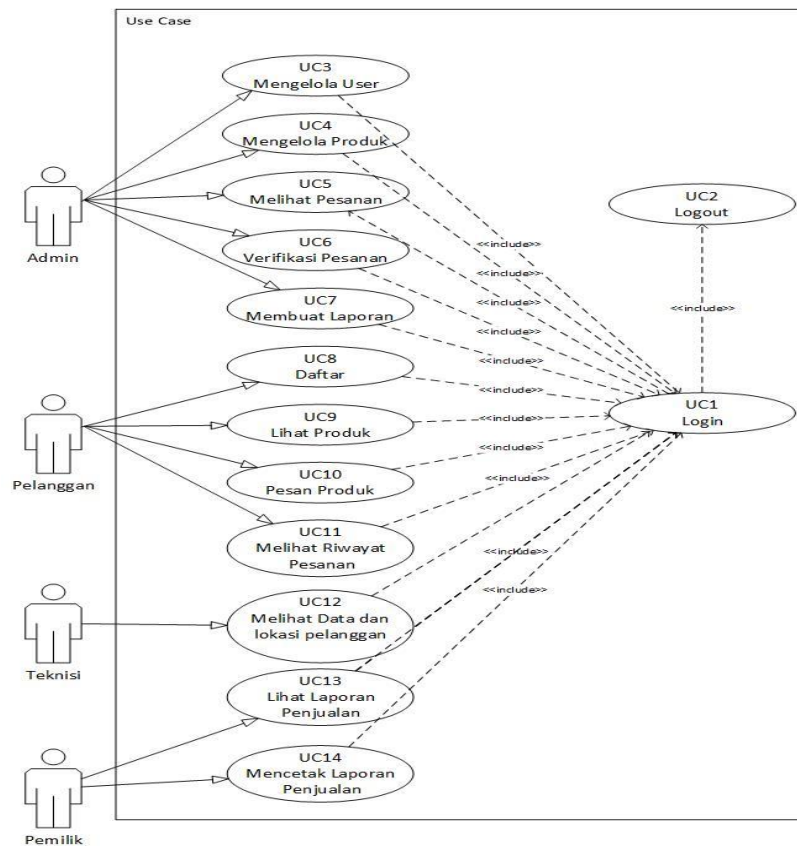 Use Case
UC3
Mengelola User
UC4
Mengelola Produk
UC5
Melihat Pesanan
UC6
Verifikasi Pesanan
UC7
Membuat Laporan
UC8
Daftar
UC9
Lihat Produk
UC10
Pesan Produk
UC11
Melihat Riwayat
Pesanan
UC12
Melihat Data dan
lokasi pelanggan
UC13
Lihat Laporan
Penjualan
UC14
Mencetak Laporan
Penjualan
Admin
Pelanggan
Teknisi
Pemilik
<<include>>
<<include>>
<<include>>
<<include>>
<<include>>
<<include>>
<<include>>
<<include>>
<<include>>
<<include>>
<<include>>
UC2
Logout
<<include>>
UC1
Login